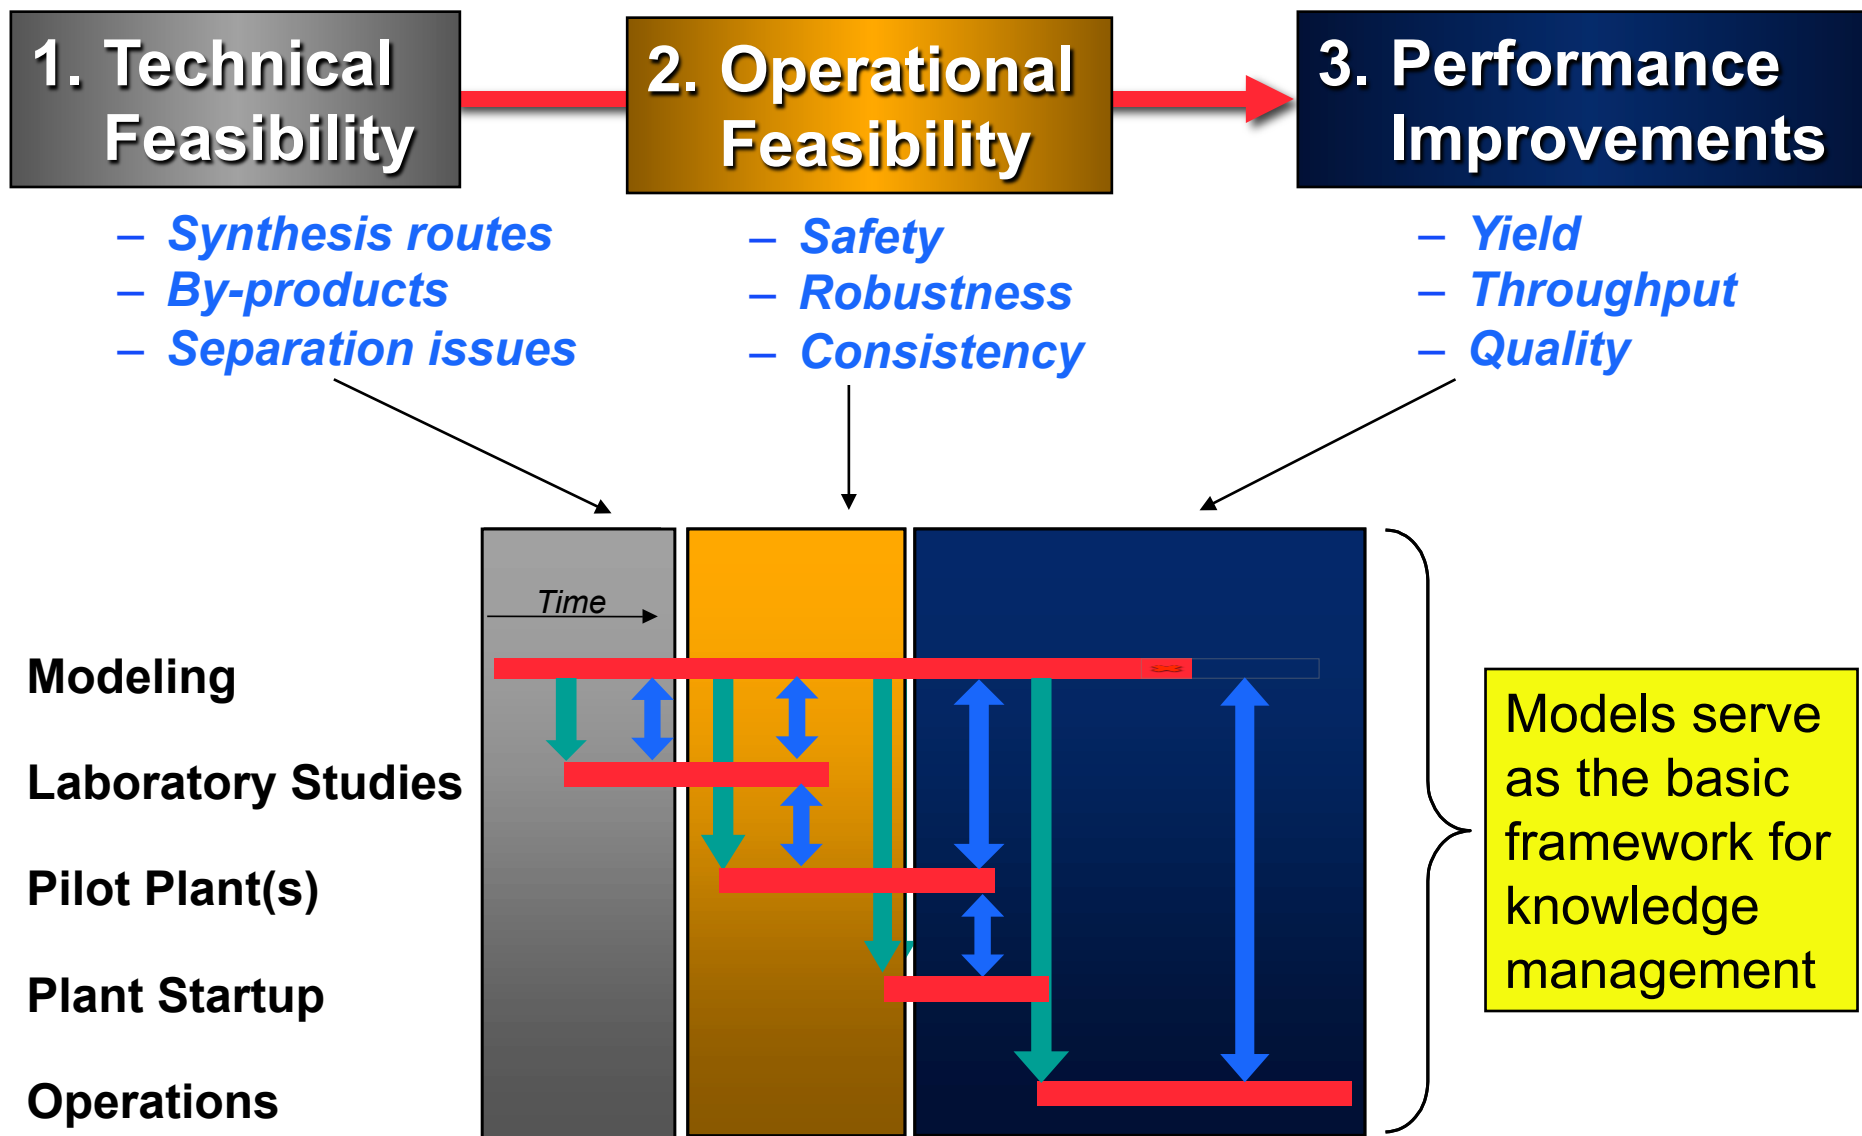 1. Technical
Feasibility
2. Operational
Feasibility
3. Performance
Improvements
– Synthesis routes
– By-products
– Separation issues
– Safety
– Robustness
– Consistency
– Yield
– Throughput
– Quality
Time
Modeling
Laboratory Studies
Pilot Plant(s)
Plant Startup
Operations
Models serve
as the basic
framework for
knowledge
management